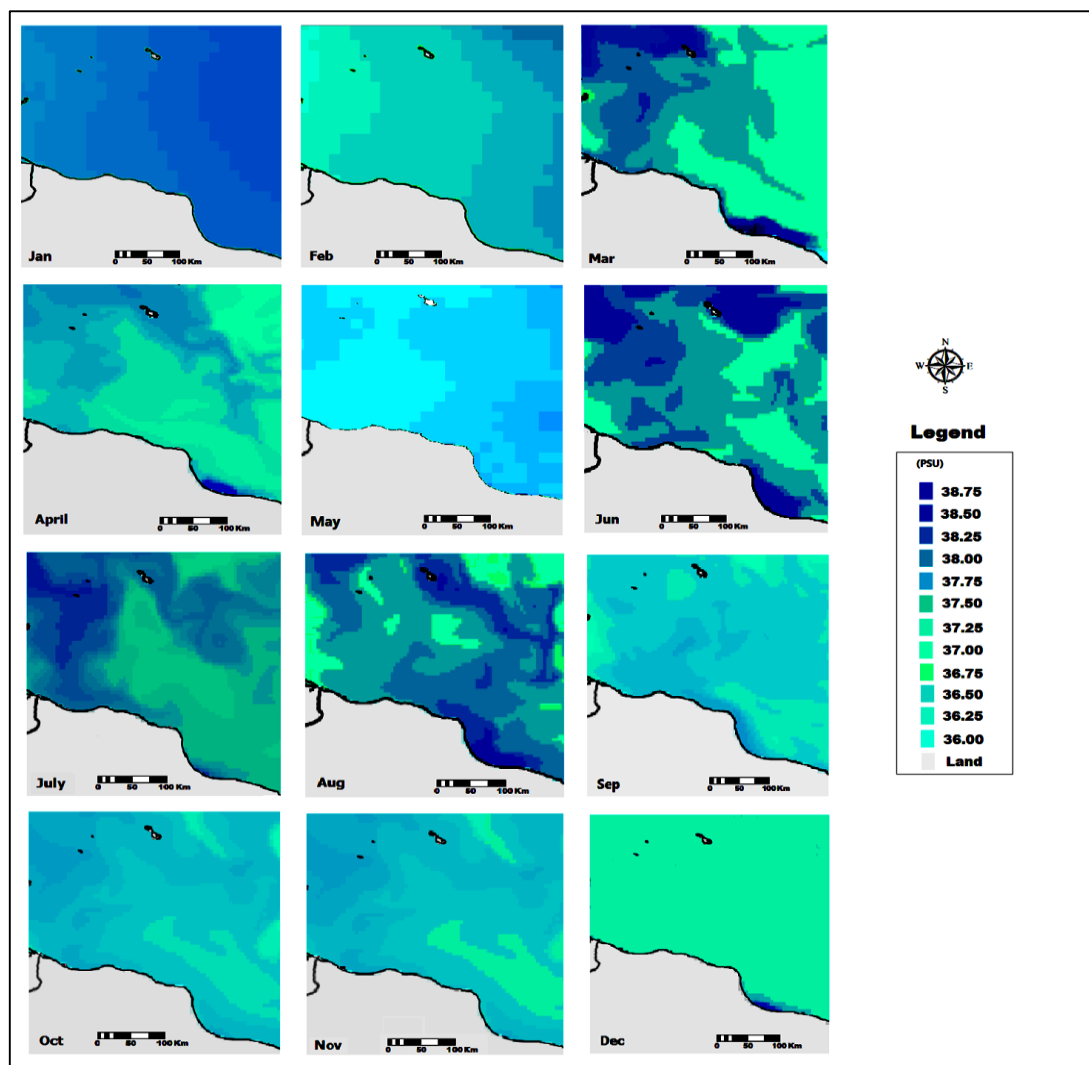 Jan
0 50 100 Km
Feb
0 50 100 Km
Mar
0 50 100 Km
April
0 50 100 Km
May
0 50 100 Km
Jun
0 50 100 Km
July
0 50 100 Km
Aug
0 50 100 Km
Sep
0 50 100 Km
Oct
0 50 100 Km
Nov
0 50 100 Km
Dec
0 50 100 Km
N
W E
S
Legend
(PSU)
38.75
38.50
38.25
38.00
37.75
37.50
37.25
37.00
36.75
36.50
36.25
36.00
Land